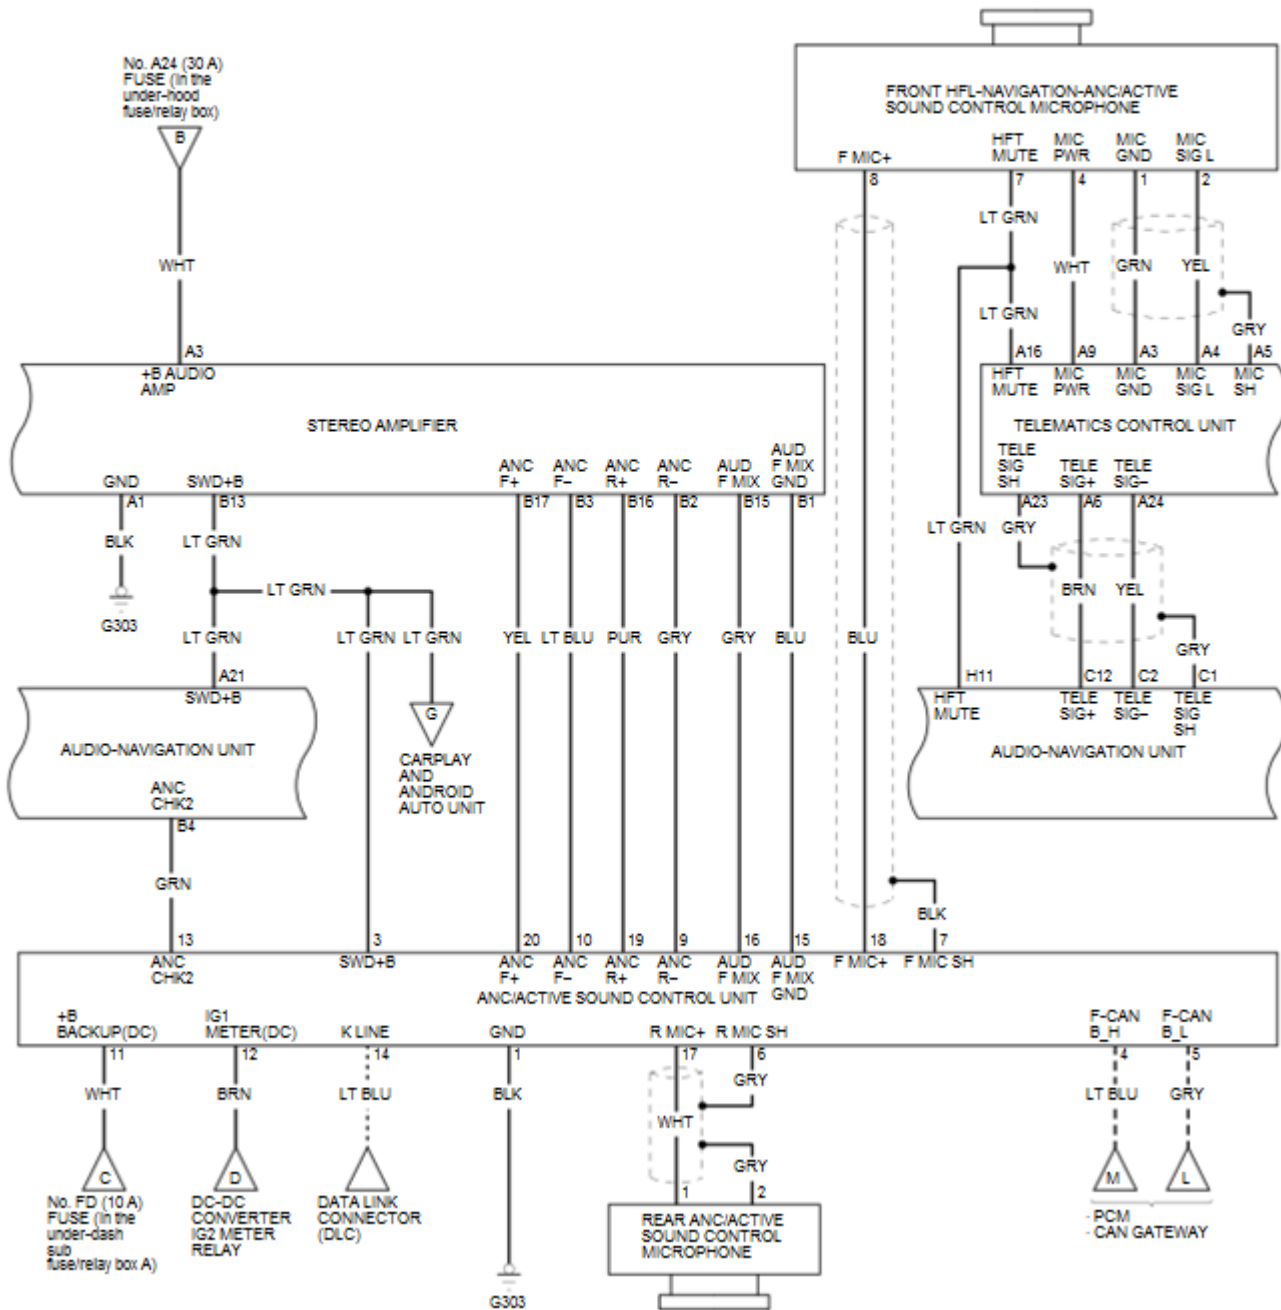 No. A24 (30 A)
FUSE (In the
under-hood
fuse/relay box)
B
WHT
A3
+B AUDIO
AMP
STEREO AMPLIFIER
GND
SWD+B
ANC
F+
ANC
F–
ANC
R+
ANC
R–
AUD
F MIX
AUD
F MIX
GND
A1
B13
B17
B3
B16
B2
B15
B1
BLK
G303
LT GRN
LT GRN
LT GRN
LT GRN
LT GRN
YEL
LT BLU
PUR
GRY
GRY
BLU
BLU
A21
SWD+B
AUDIO-NAVIGATION UNIT
ANC
CHK2
B4
GRN
G
CARPLAY
AND
ANDROID
AUTO UNIT
FRONT HFL-NAVIGATION-ANC/ACTIVE
SOUND CONTROL MICROPHONE
F MIC+
HFT
MUTE
MIC
PWR
MIC
GND
MIC
SIG L
8
7
4
1
2
LT GRN
WHT
GRN
YEL
LT GRN
GRY
A16
A9
A3
A4
A5
HFT
MUTE
MIC
PWR
MIC
GND
MIC
SIG L
MIC
SH
TELEMATICS CONTROL UNIT
TELE
SIG
SH
TELE
SIG+
TELE
SIG–
A23
A6
A24
LT GRN
GRY
BRN
YEL
GRY
H11
C12
C2
C1
HFT
MUTE
TELE
SIG+
TELE
SIG–
TELE
SIG
SH
AUDIO-NAVIGATION UNIT
BLK
13
3
20
10
19
9
16
15
18
7
ANC
CHK2
SWD+B
ANC
F+
ANC
F–
ANC
R+
ANC
R–
AUD
F MIX
AUD
F MIX
GND
F MIC+
F MIC SH
ANC/ACTIVE SOUND CONTROL UNIT
+B
BACKUP(DC)
IG1
METER(DC)
K LINE
GND
R MIC+
R MIC SH
F-CAN
B_H
F-CAN
B_L
11
12
14
1
17
6
4
5
WHT
BRN
LT BLU
BLK
WHT
GRY
GRY
LT BLU
GRY
C
No. FD (10 A)
FUSE (In the
under-dash
sub
fuse/relay box A)
D
DC-DC
CONVERTER
IG2 METER
RELAY
DATA LINK
CONNECTOR
(DLC)
G303
1
2
REAR ANC/ACTIVE
SOUND CONTROL
MICROPHONE
M
L
- PCM
- CAN GATEWAY